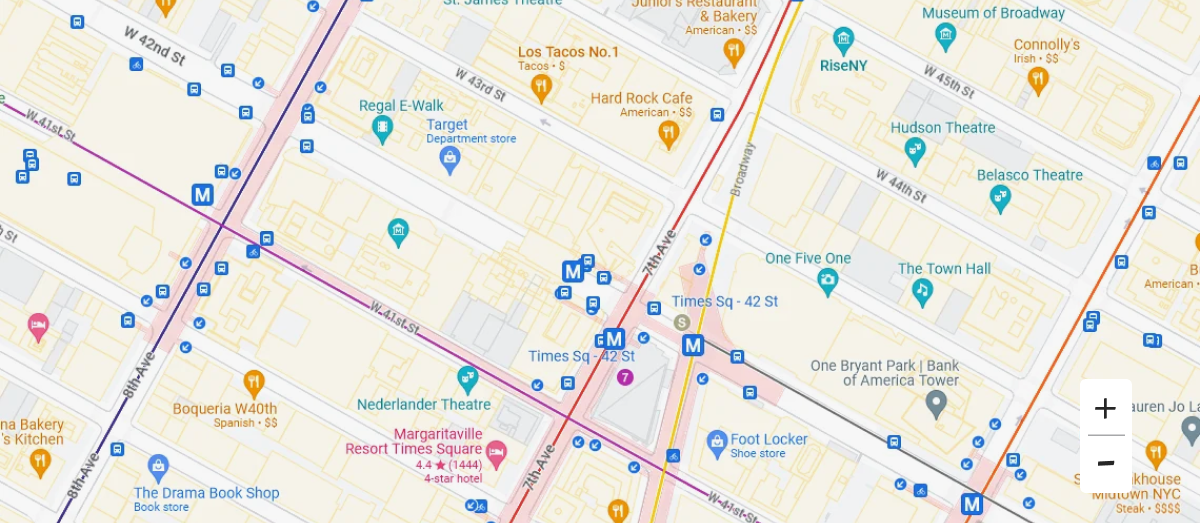 St. James Theatre
Junior's Restaurant
& Bakery
American • $$
Museum of Broadway
W 42nd St
Los Tacos No.1
Tacos • $
RiseNY
Connolly's
Irish • $$
W 43rd St
W 45th St
Regal E-Walk
Hard Rock Cafe
American • $$
Target
Department store
W 41st St
Hudson Theatre
Broadway
W 44th St
Belasco Theatre
M
St
7th Ave
M
One Five One
The Town Hall
American •
Times Sq - 42 St
S
W 41st St
M
M
Times Sq - 42 St
7
8th Ave
One Bryant Park | Bank
of America Tower
Nederlander Theatre
Boqueria W40th
Spanish • $$
+
-
Bakery
's Kitchen
Margaritaville
Resort Times Square
4.4 ★ (1444)
4-star hotel
Foot Locker
Shoe store
8th Ave
7th Ave
The Drama Book Shop
Book store
W 41st St
M
Midtown NYC
Steak • $$$$